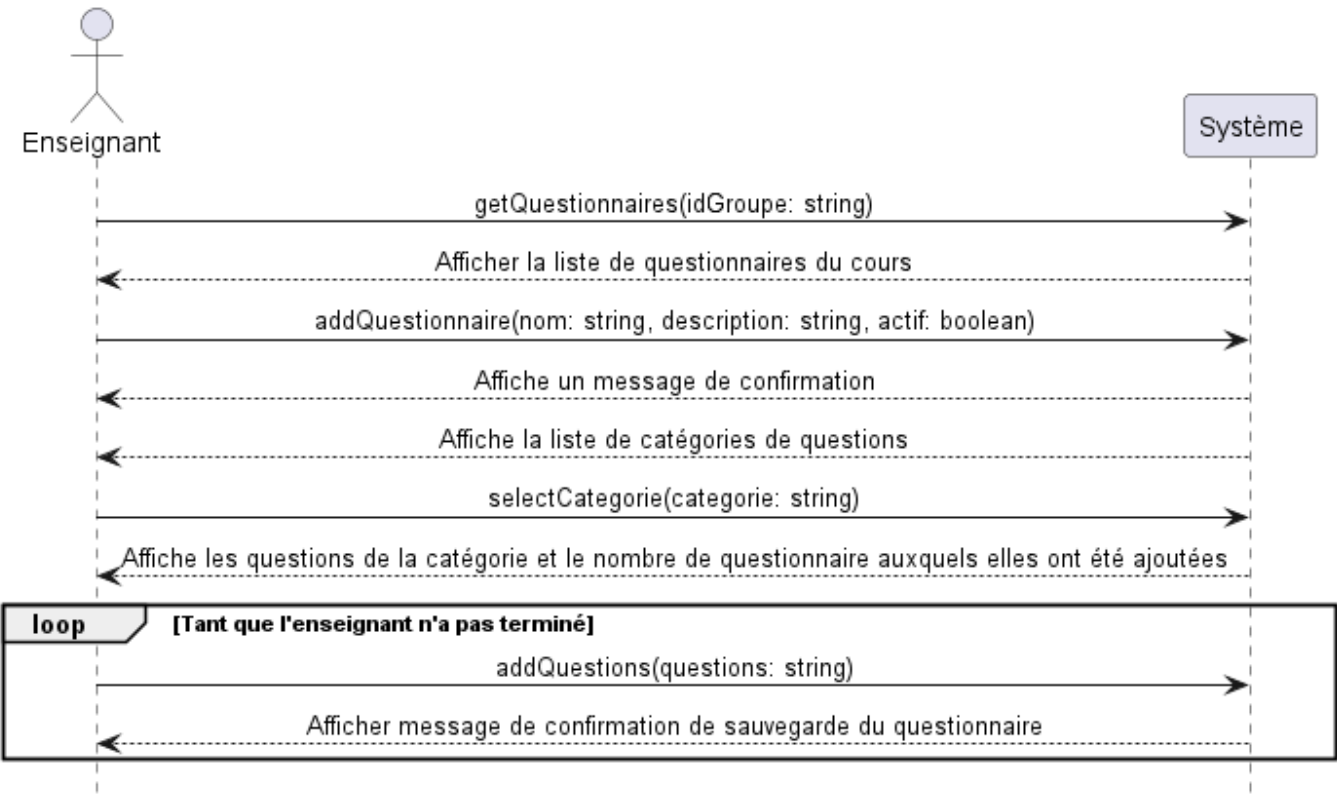 Enseignant
Système
getQuestionnaires(idGroupe: string)
Afficher la liste de questionnaires du cours
addQuestionnaire(nom: string, description: string, actif: boolean)
Affiche un message de confirmation
Affiche la liste de catégories de questions
selectCategorie(categorie: string)
Affiche les questions de la catégorie et le nombre de questionnaire auxquels elles ont été ajoutées
loop [Tant que l'enseignant n'a pas terminé]
addQuestions(questions: string)
Afficher message de confirmation de sauvegarde du questionnaire